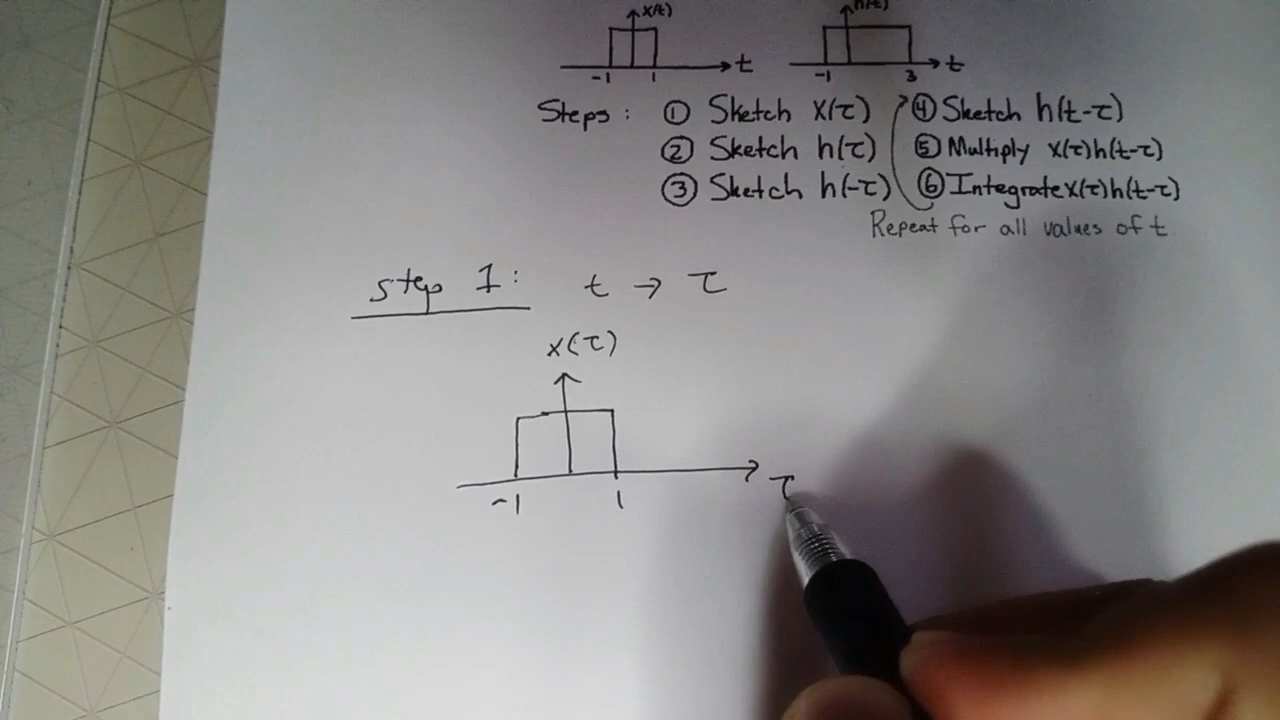 x(t) h(t)
-1 1 t -1 3 t
Steps: ① Sketch x(τ) ④ Sketch h(t-τ)
② Sketch h(τ) ⑤ Multiply x(τ)h(t-τ)
③ Sketch h(-τ) ⑥ Integrate x(τ)h(t-τ)
Repeat for all values of t
step 1: t → τ
x(τ)
-1 1 τ